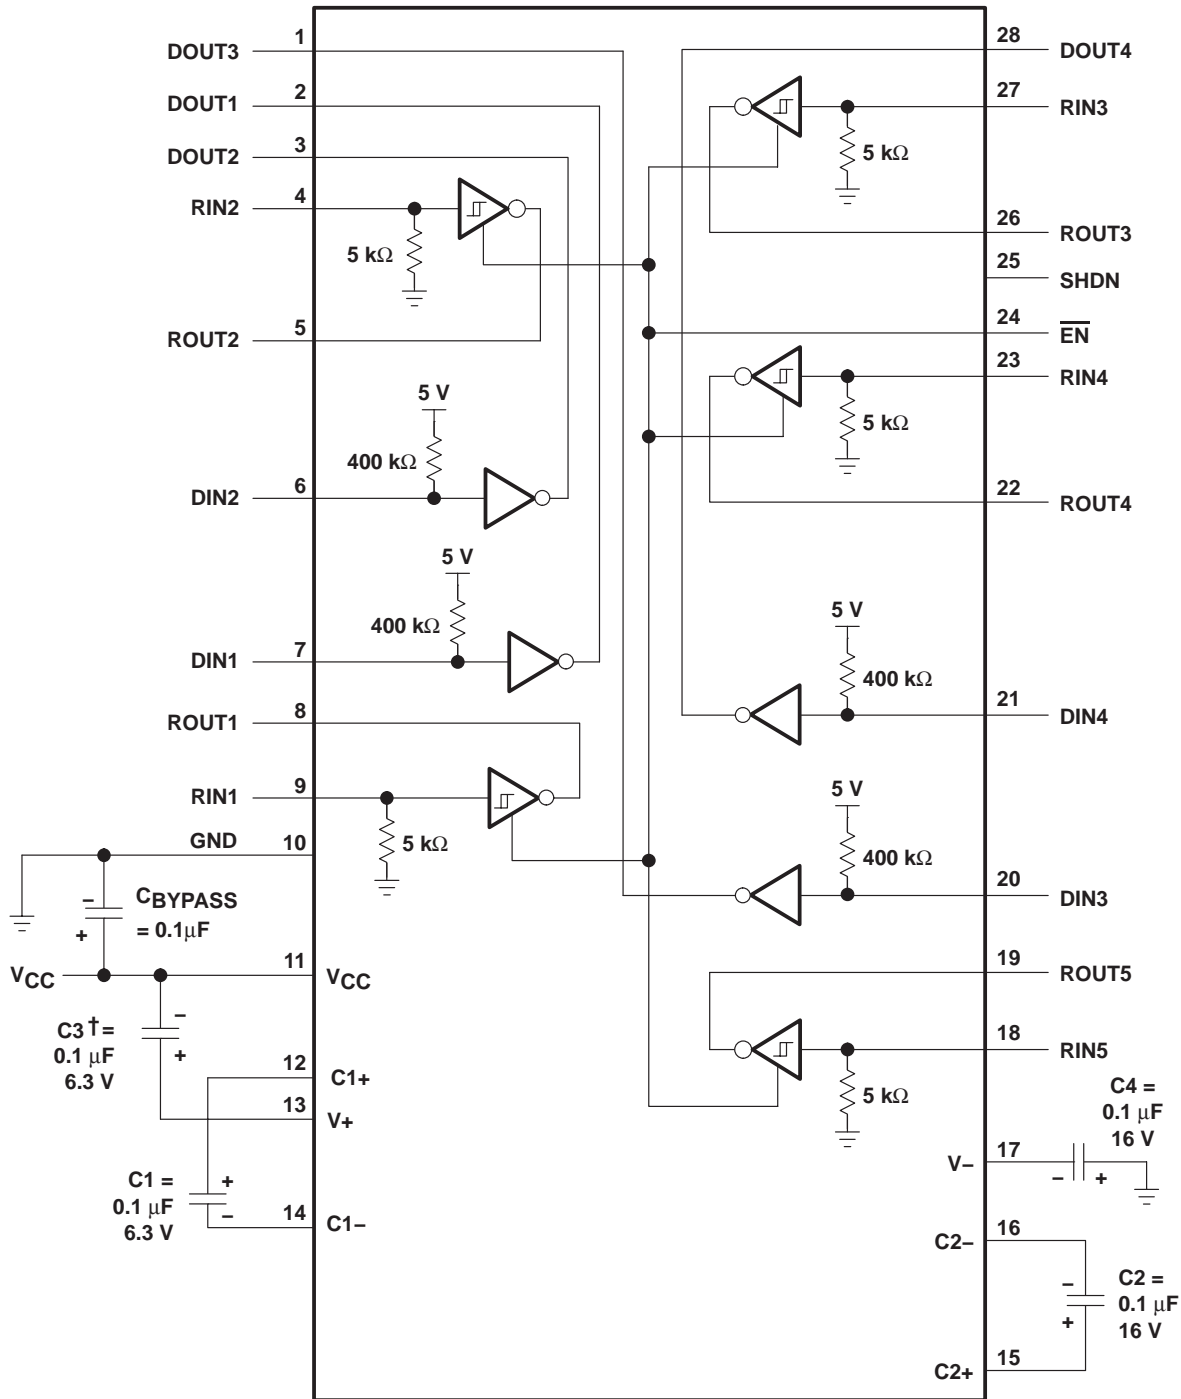 1
DOUT3
2
DOUT1
3
DOUT2
4
RIN2
5 kΩ
5
ROUT2
5 V
400 kΩ
6
DIN2
5 V
400 kΩ
7
DIN1
8
ROUT1
9
RIN1
5 kΩ
GND
10
–
CBYPASS
= 0.1µF
+
VCC
11
VCC
C3† =
0.1 µF
6.3 V
–
+
12
C1+
13
V+
C1 =
0.1 µF
6.3 V
+
–
14
C1–
28
DOUT4
27
RIN3
5 kΩ
26
ROUT3
25
SHDN
24
EN
23
RIN4
5 kΩ
22
ROUT4
5 V
400 kΩ
21
DIN4
5 V
400 kΩ
20
DIN3
19
ROUT5
18
RIN5
5 kΩ
C4 =
0.1 µF
16 V
V–
17
–
+
C2–
16
–
+
C2 =
0.1 µF
16 V
C2+
15